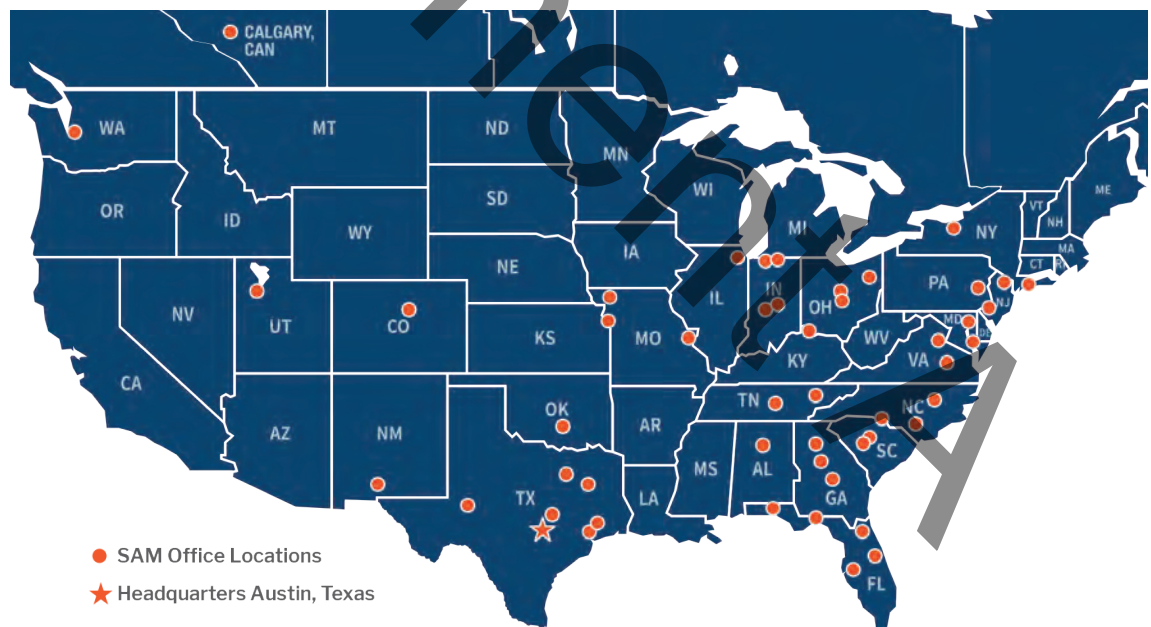 CALGARY,
CAN
WA
MT
ND
MN
OR
ID
WY
SD
WI
MI
NY
VT
NH
ME
MA
CT
NV
UT
CO
NE
IA
IL
IN
OH
PA
NJ
MD
DE
CA
KS
MO
KY
WV
VA
AZ
NM
OK
AR
TN
NC
SC
TX
LA
MS
AL
GA
FL
SAM Office Locations
Headquarters Austin, Texas